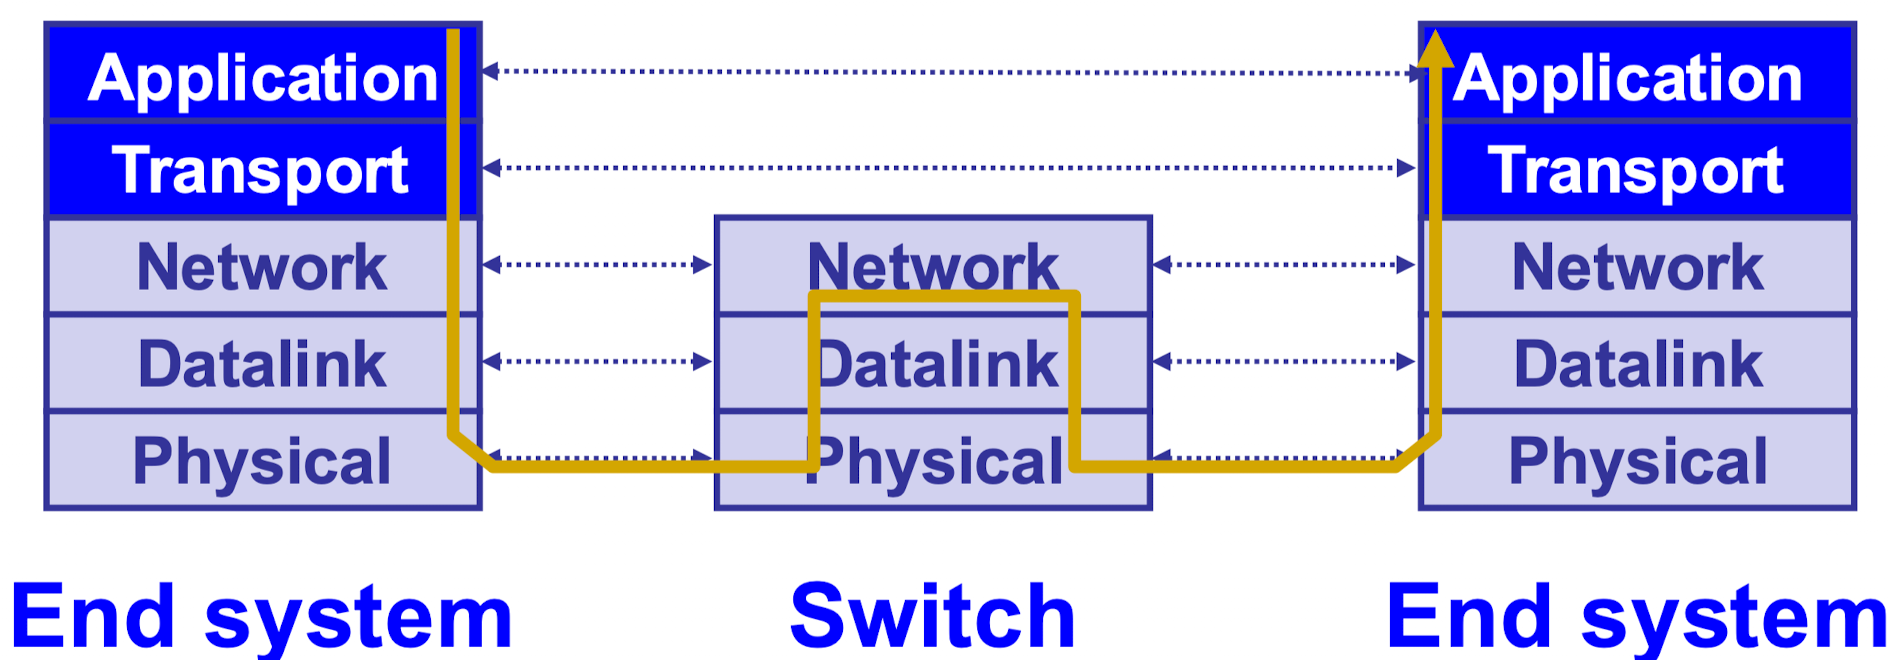 Application
Transport
Network
Datalink
Physical
End system
Network
Datalink
Physical
Switch
Application
Transport
Network
Datalink
Physical
End system